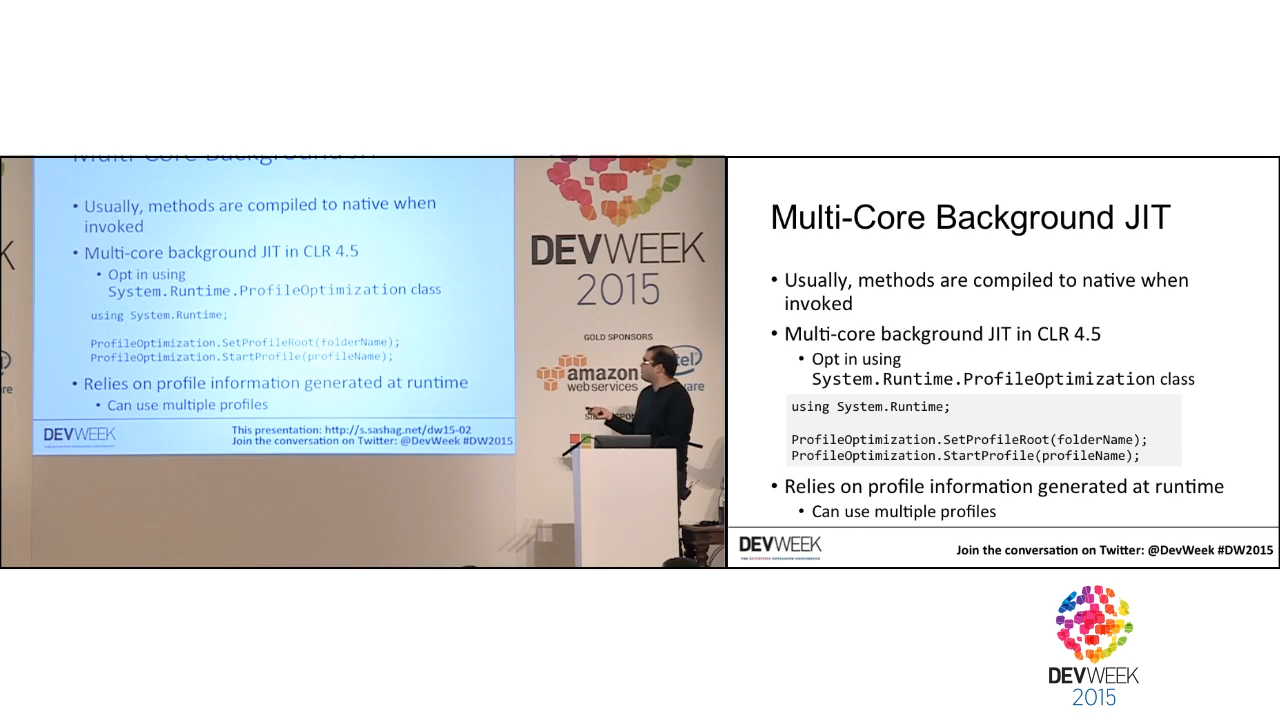 Multi-Core Background JIT
• Usually, methods are compiled to native when
invoked
• Multi-core background JIT in CLR 4.5
• Opt in using
System.Runtime.ProfileOptimization class
using System.Runtime;
ProfileOptimization.SetProfileRoot(folderName);
ProfileOptimization.StartProfile(profileName);
• Relies on profile information generated at runtime
• Can use multiple profiles
DEVWEEK
This presentation: http://s.sashag.net/dw15-02
Join the conversation on Twitter: @DevWeek #DW2015
DEVWEEK
2015
GOLD SPONSORS
amazon
web services
Multi-Core Background JIT
• Usually, methods are compiled to native when
invoked
• Multi-core background JIT in CLR 4.5
• Opt in using
System.Runtime.ProfileOptimization class
using System.Runtime;
ProfileOptimization.SetProfileRoot(folderName);
ProfileOptimization.StartProfile(profileName);
• Relies on profile information generated at runtime
• Can use multiple profiles
DEVWEEK
Join the conversation on Twitter: @DevWeek #DW2015
DEVWEEK
2015